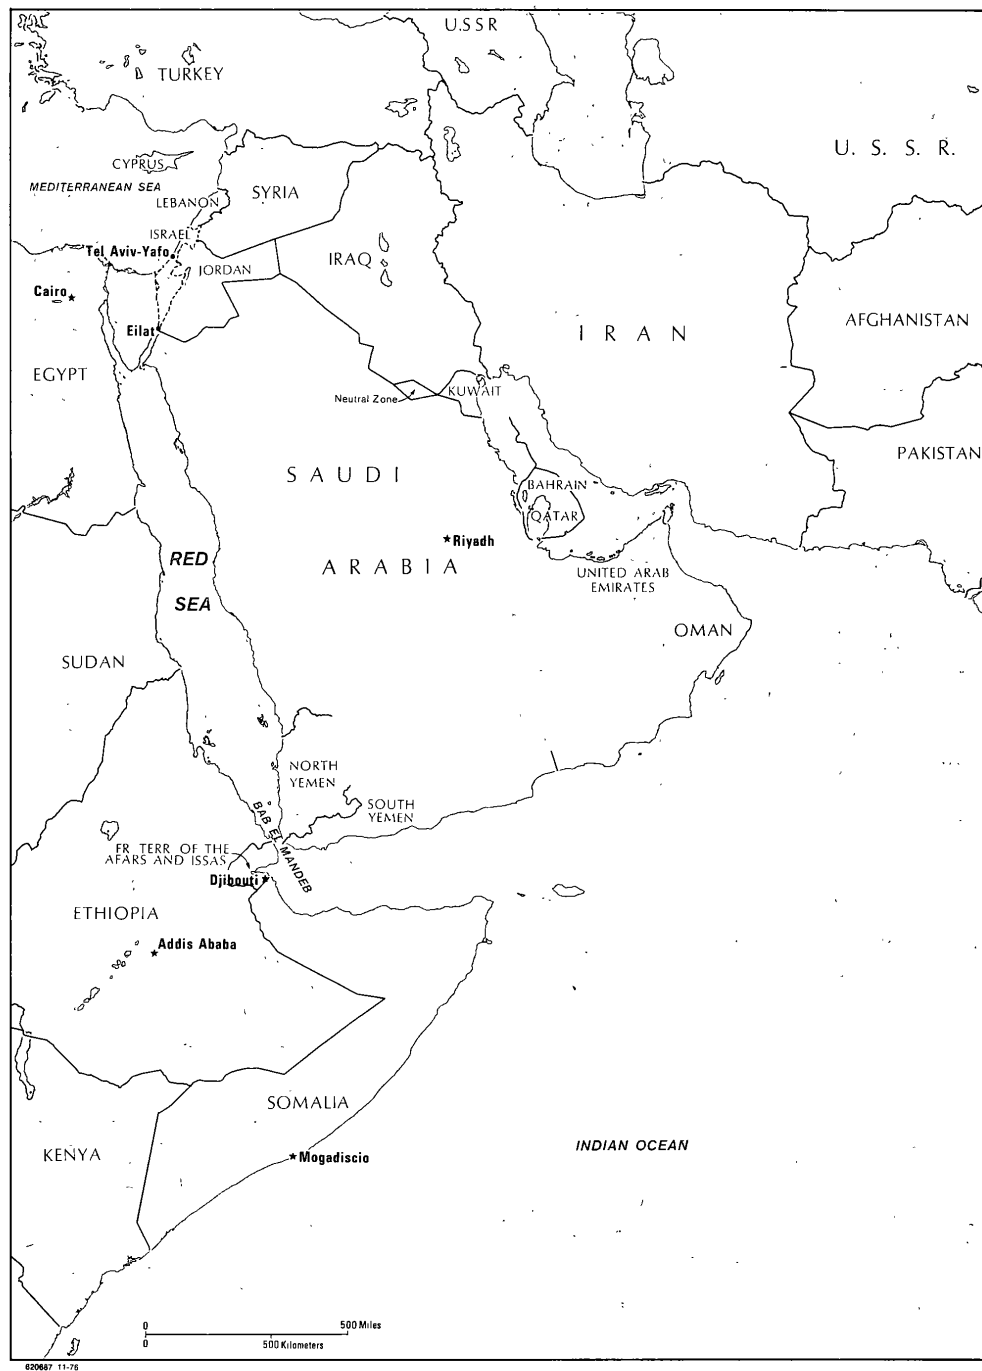 U.S.S.R
TURKEY
U. S. S. R.
CYPRUS
MEDITERRANEAN SEA
SYRIA
LEBANON
ISRAEL
Tel Aviv-Yafo
JORDAN
IRAQ
Cairo
Eilat
IRAN
AFGHANISTAN
EGYPT
KUWAIT
Neutral Zone
PAKISTAN
SAUDI
BAHRAIN
QATAR
Riyadh
RED
ARABIA
UNITED ARAB
EMIRATES
SEA
OMAN
SUDAN
NORTH
YEMEN
SOUTH
YEMEN
BAB EL MANDEB
FR TERR OF THE
AFARS AND ISSAS
Djibouti
ETHIOPIA
Addis Ababa
SOMALIA
KENYA
Mogadiscio
INDIAN OCEAN
0 500 Miles
0 500 Kilometers
620687 11-76